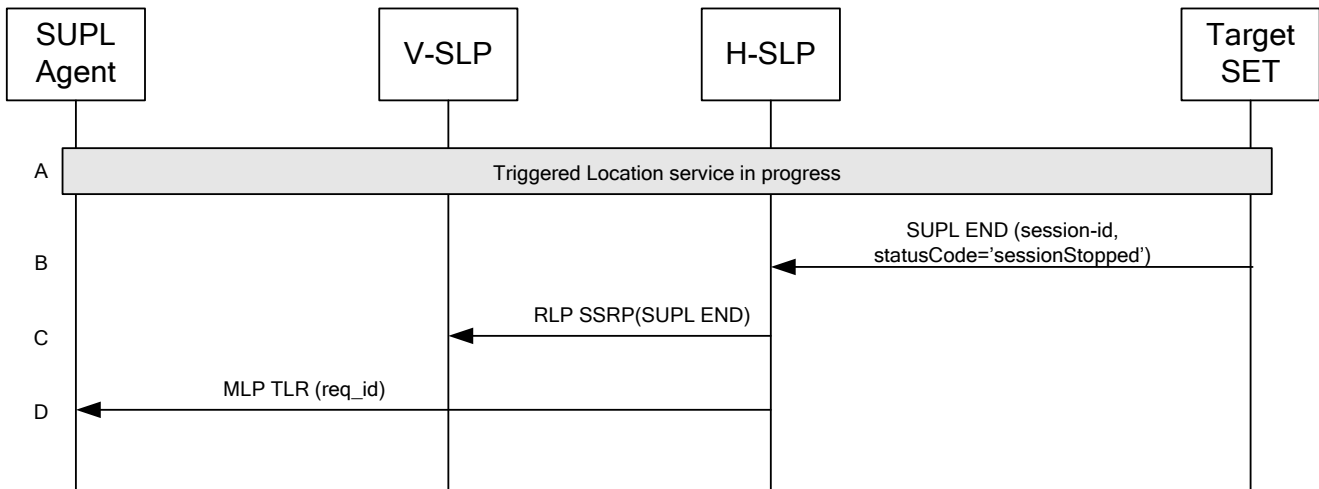 SUPL
Agent
V-SLP
H-SLP
Target
SET
A
Triggered Location service in progress
B
SUPL END (session-id,
statusCode=’sessionStopped’)
C
RLP SSRP(SUPL END)
D
MLP TLR (req_id)